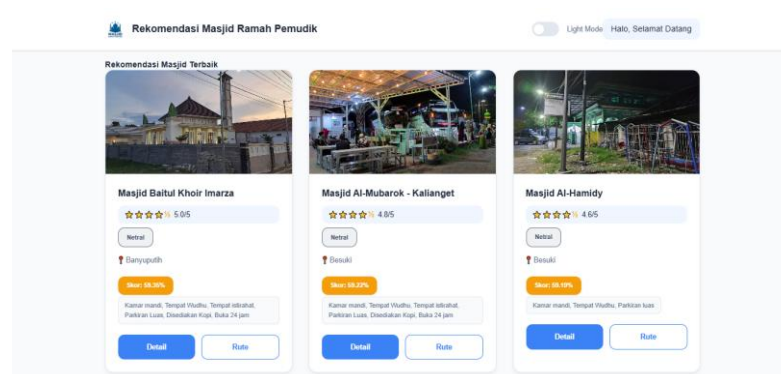 Rekomendasi Masjid Ramah Pemudik
Light Mode
Halo, Selamat Datang
Rekomendasi Masjid Terbaik
Masjid Baitul Khoir Imarza
5.0/5
Netral
Banyuputih
Kamar mandi, Tempat Wudhu, Tempat istirahat,
Parkiran Luas, Disediakan Kopi, Buka 24 jam
Detail
Rute
Masjid Al-Mubarok - Kalianget
4.8/5
Netral
Besuki
Kamar mandi, Tempat Wudhu, Tempat istirahat,
Parkiran Luas, Disediakan Kopi, Buka 24 jam
Detail
Rute
Masjid Al-Hamidy
4.6/5
Netral
Besuki
Kamar mandi, Tempat Wudhu, Parkiran luas
Detail
Rute